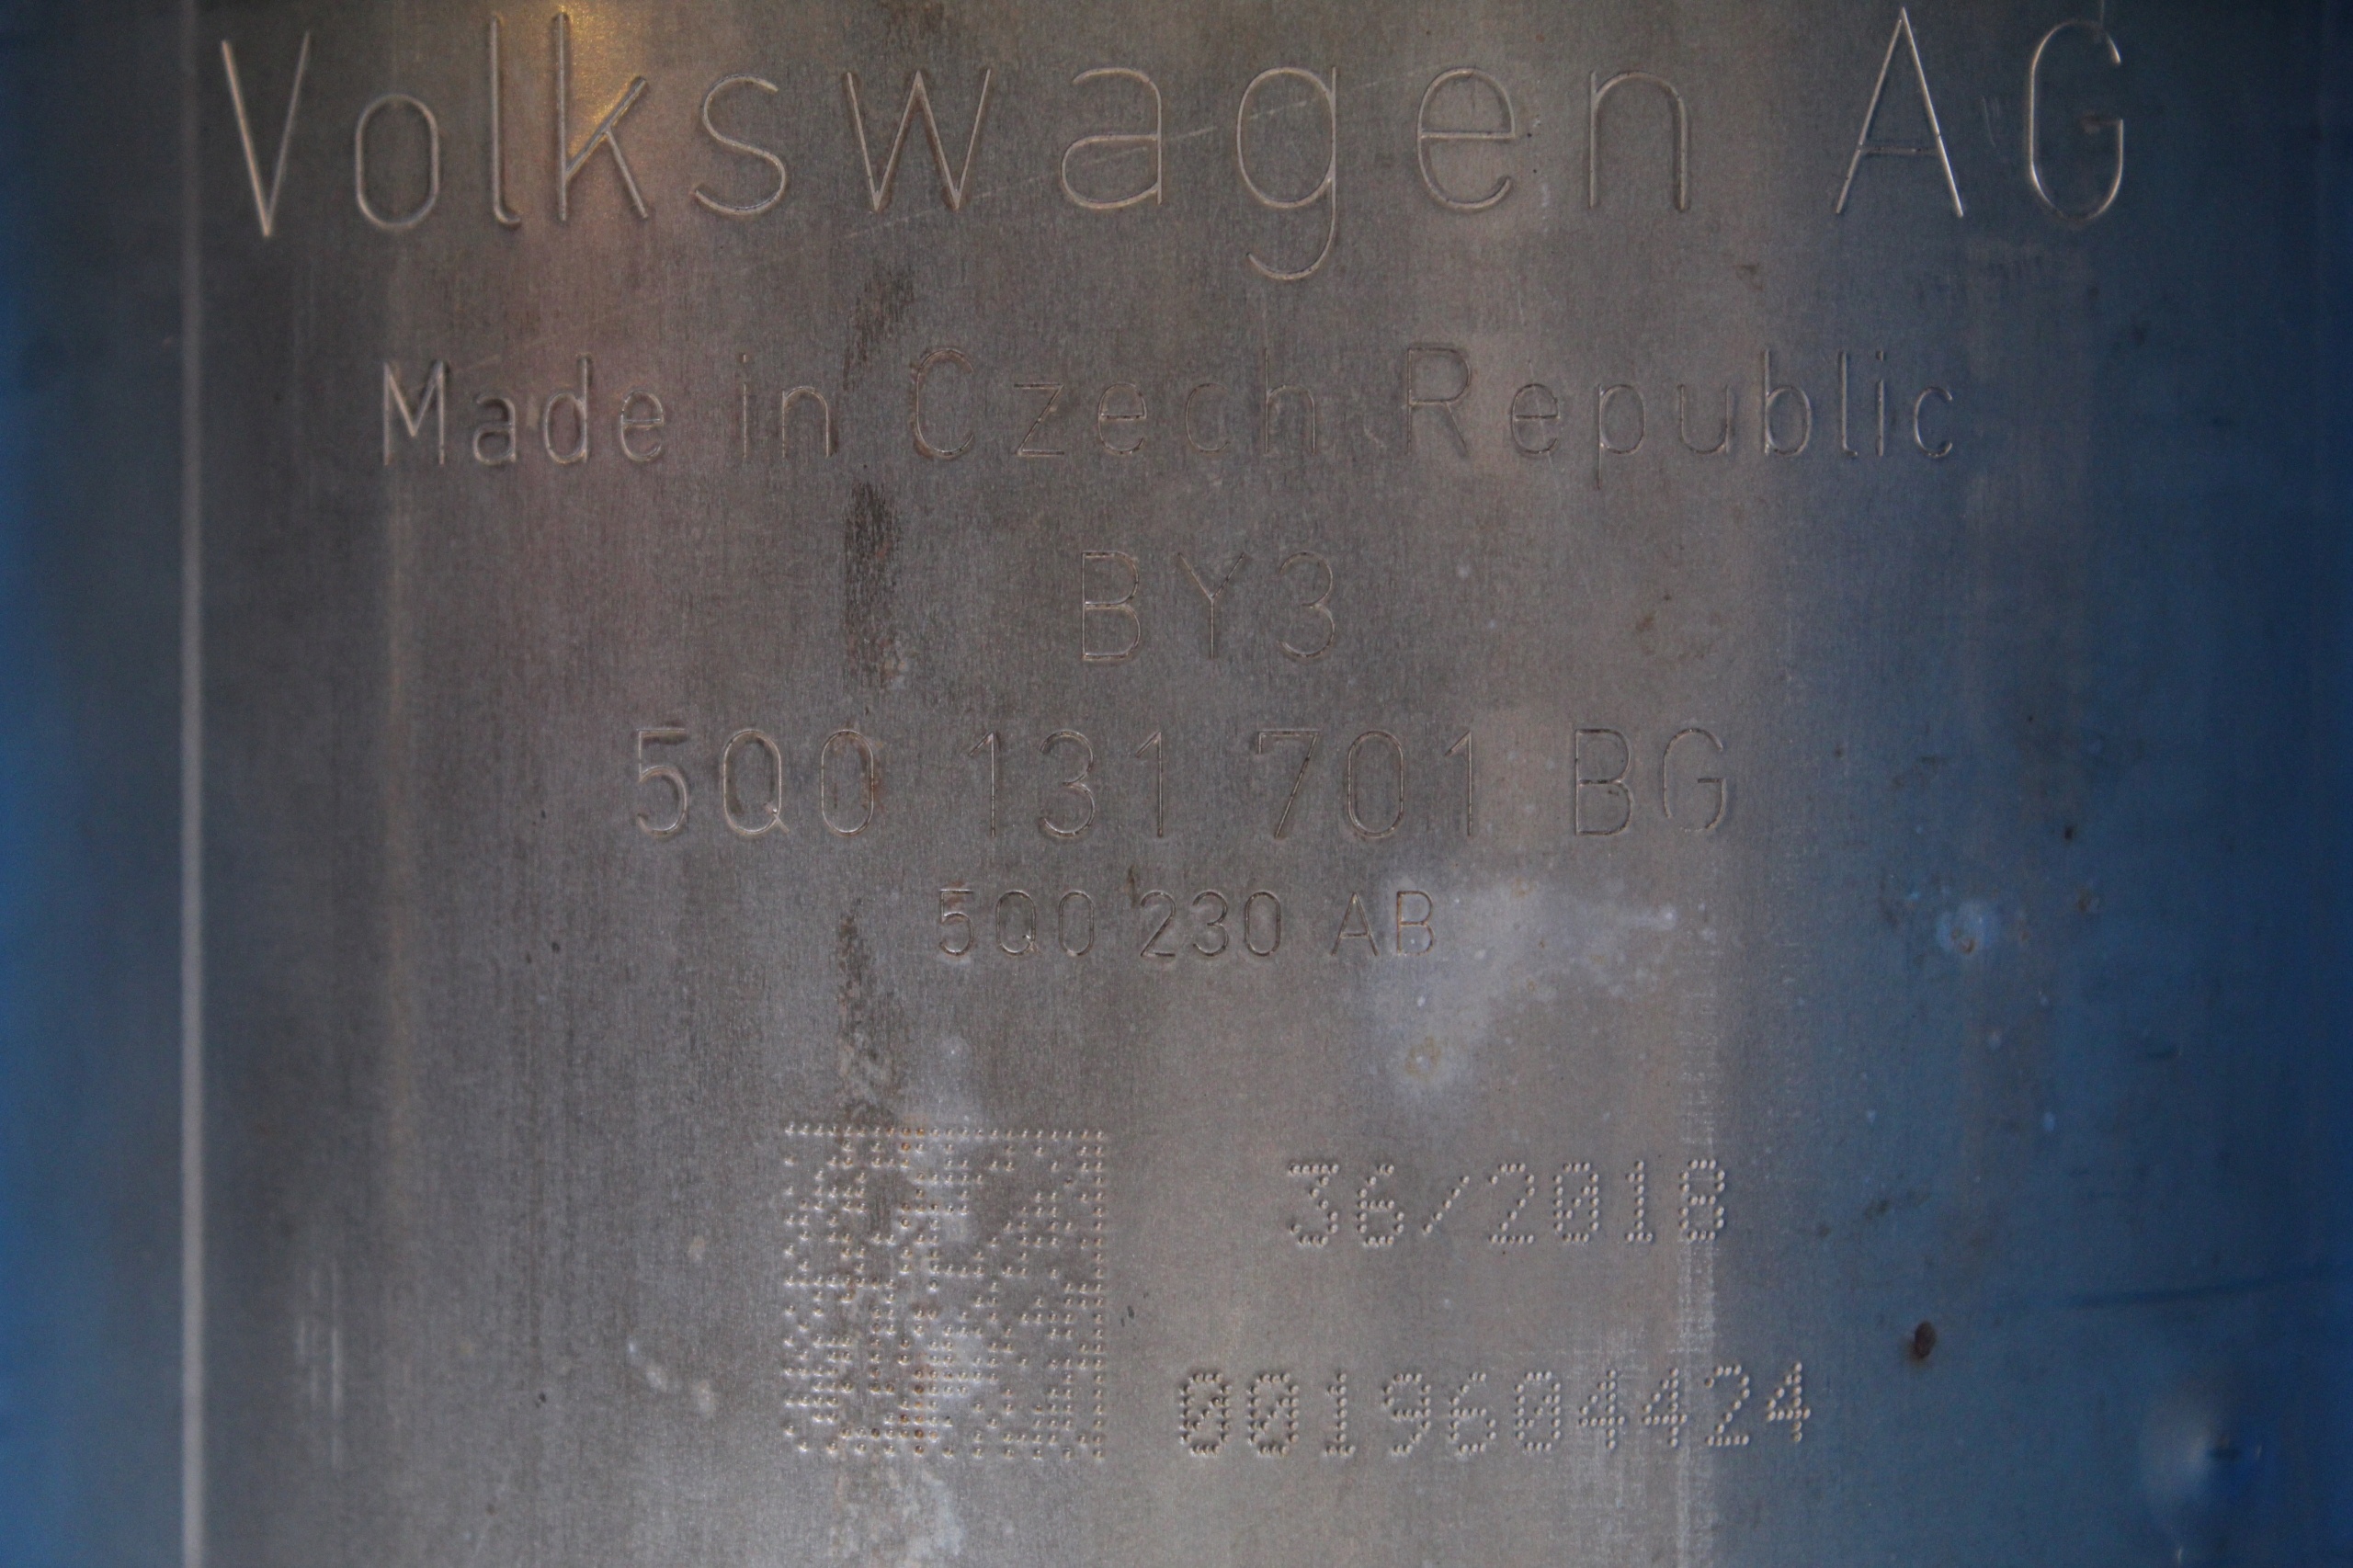 Volkswagen AG
Made in Czech Republic
BY3
5Q0 131 701 BG
5Q0 230 AB
36/2018
0019604424